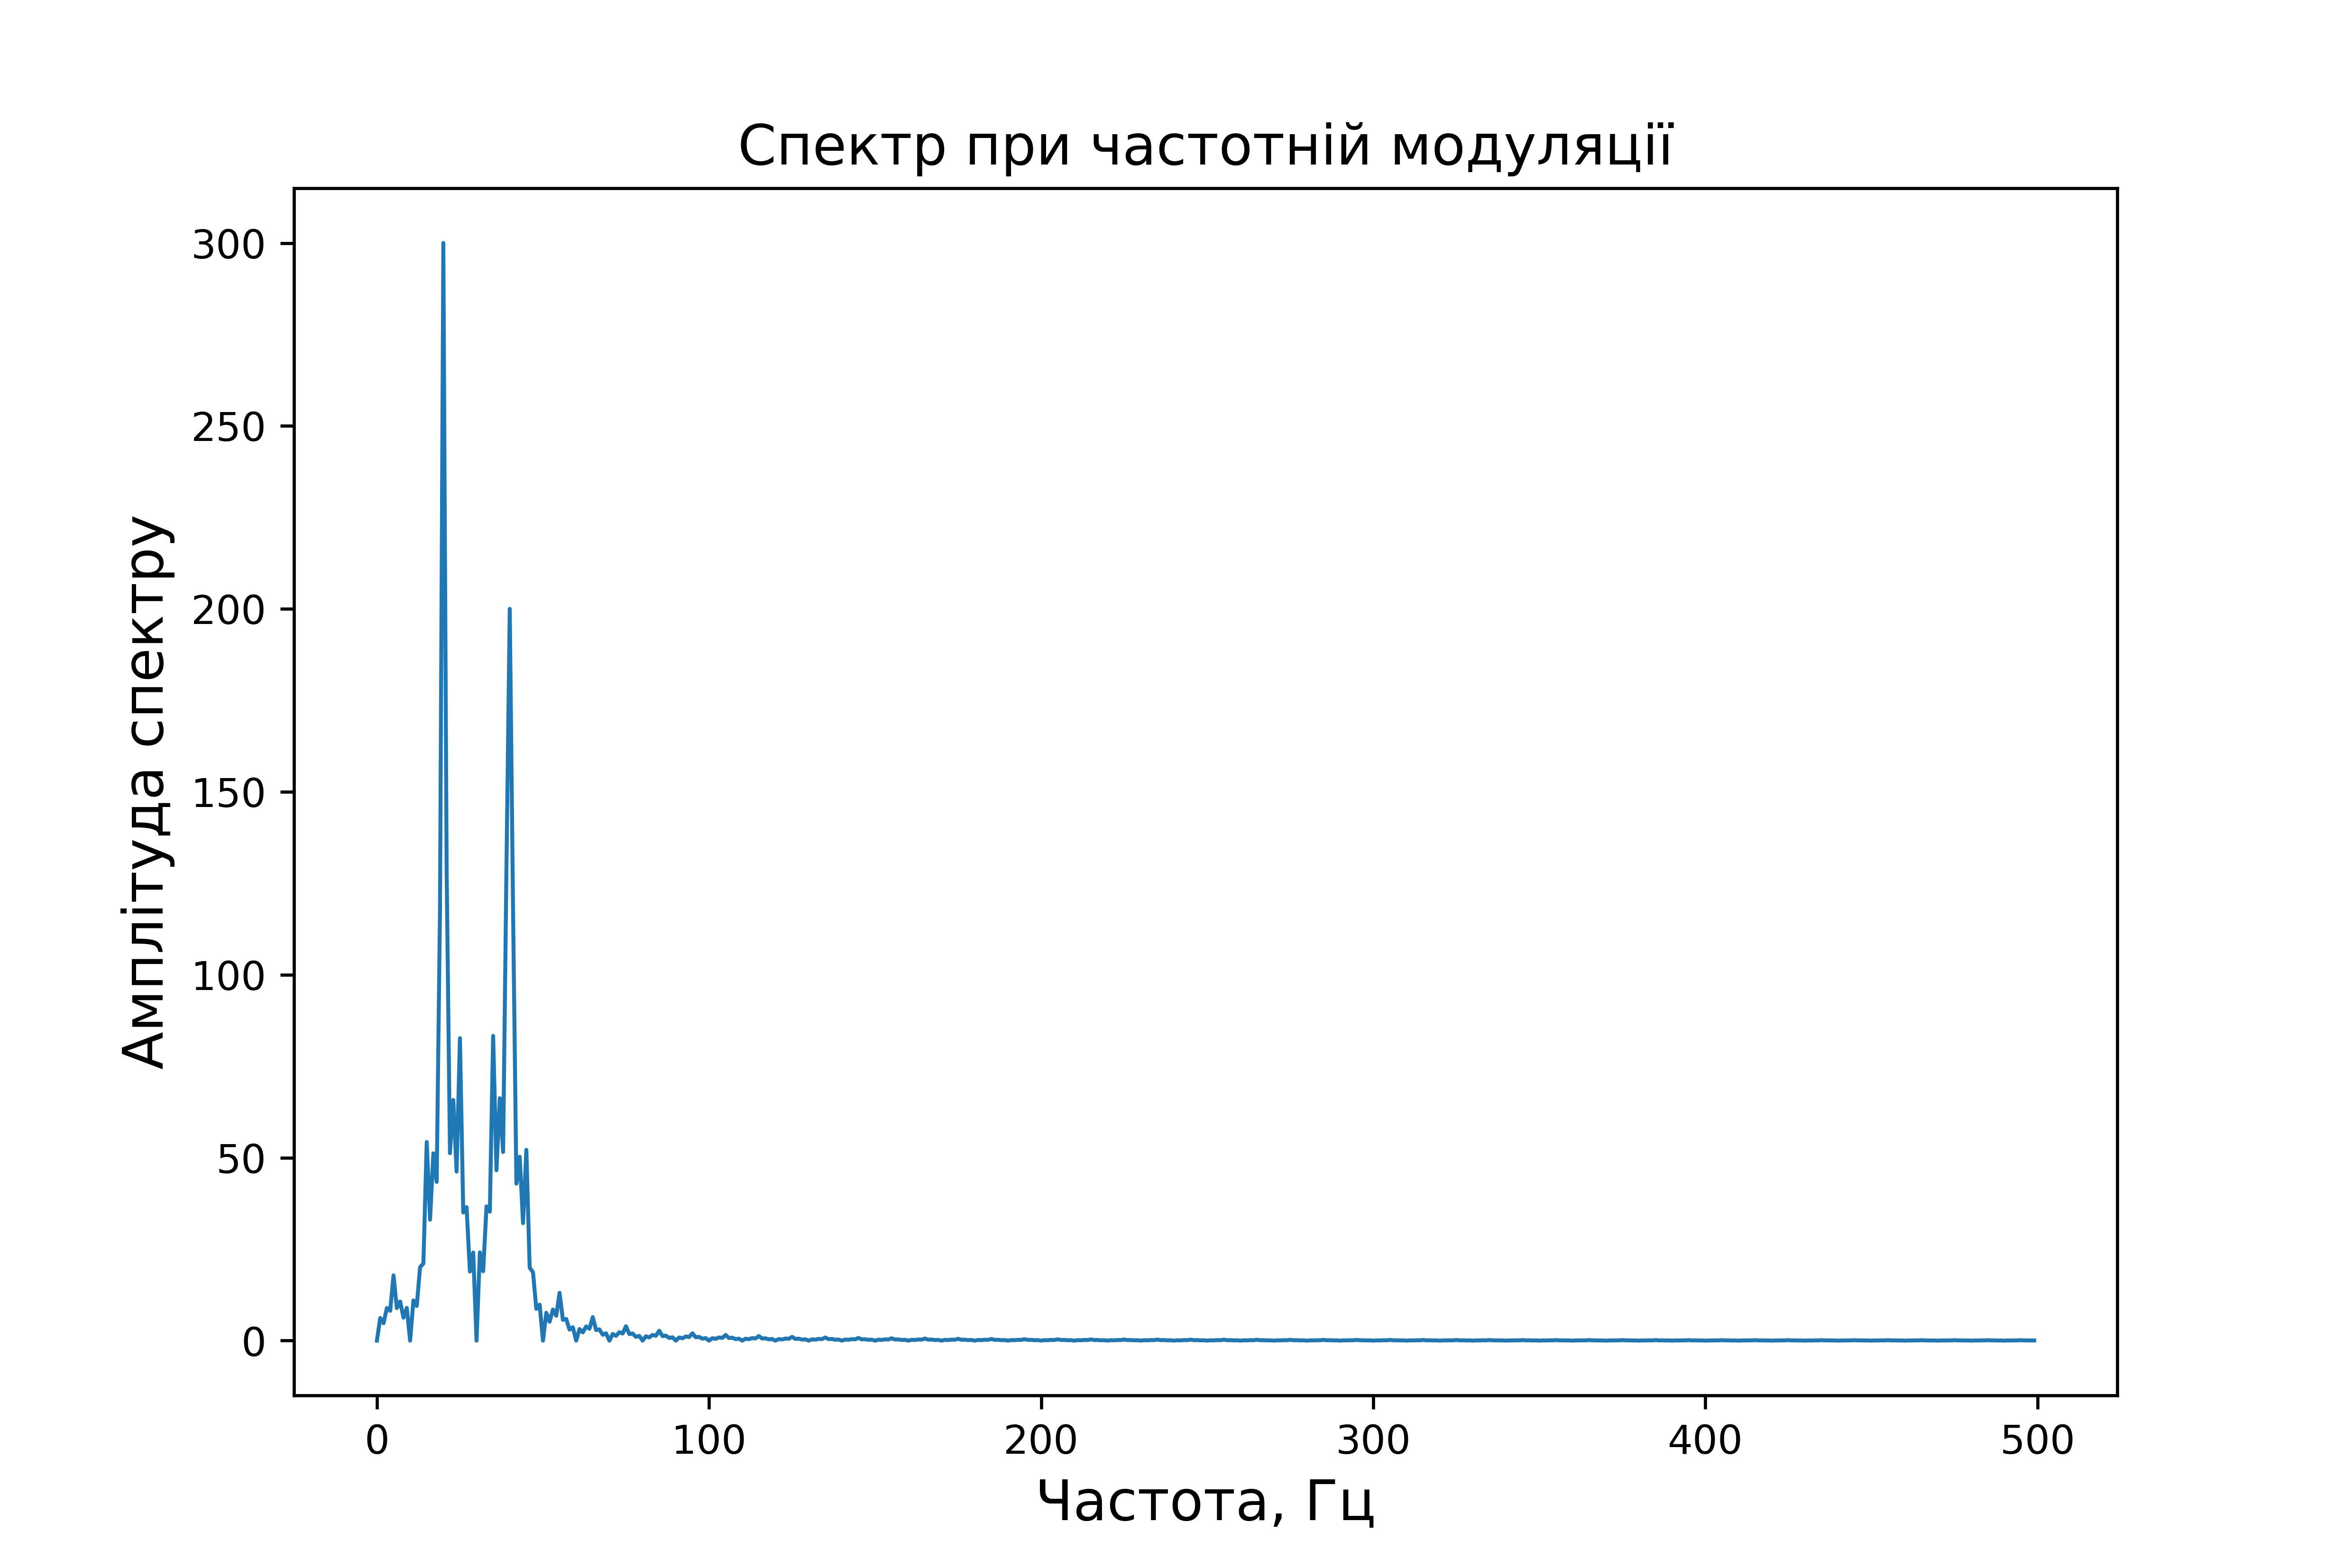 Спектр при частотній модуляції
Амплітуда спектру
300
250
200
150
100
50
0
0 100 200 300 400 500
Частота, Гц